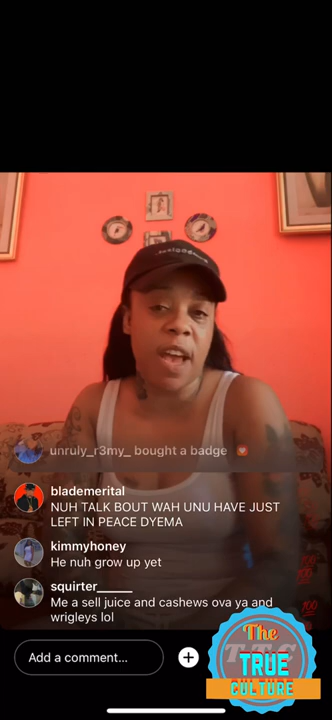 unruly_r3my_ bought a badge
blademerital
NUH TALK BOUT WAH UNU HAVE JUST
LEFT IN PEACE DYEMA
kimmyhoney
He nuh grow up yet
squirter_____
Me a sell juice and cashews ova ya and
wrigleys lol
Add a comment...
The
TTC
TRUE
CULTURE